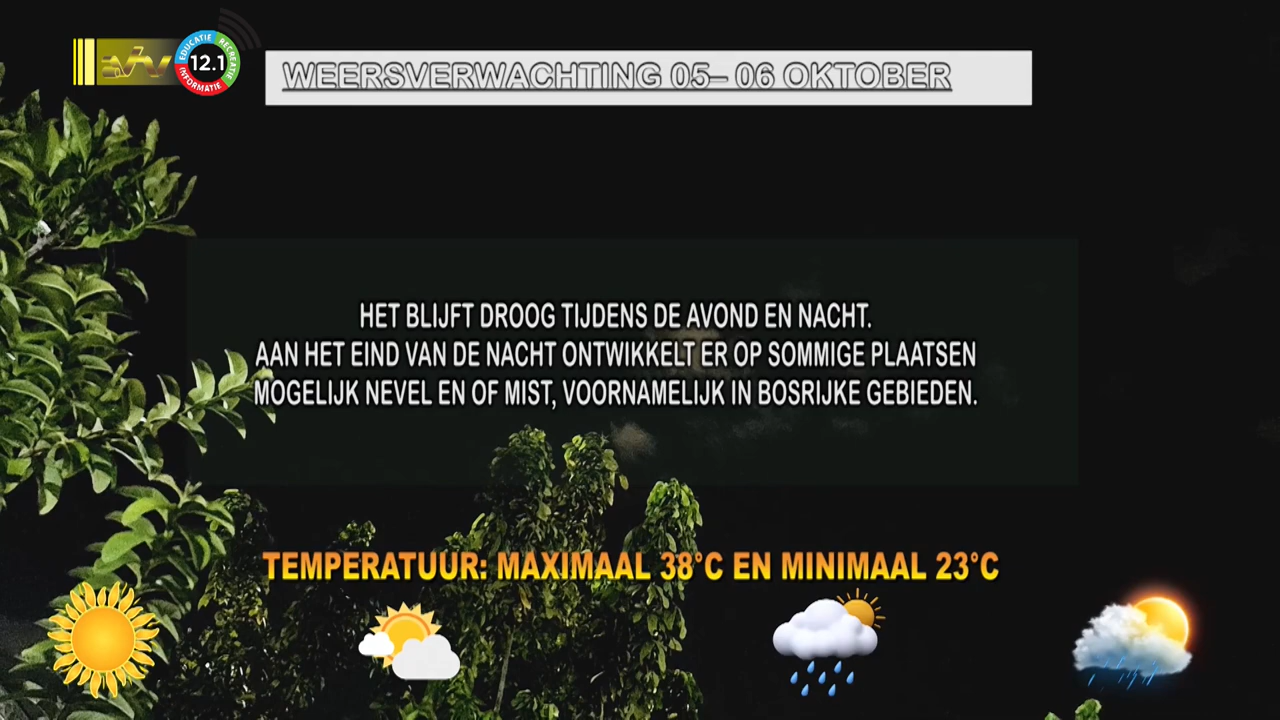 EDUCATIE
RECREATIE
INFORMATIE
12.1
WEERSVERWACHTING 05– 06 OKTOBER
HET BLIJFT DROOG TIJDENS DE AVOND EN NACHT.
AAN HET EIND VAN DE NACHT ONTWIKKELT ER OP SOMMIGE PLAATSEN
MOGELIJK NEVEL EN OF MIST, VOORNAMELIJK IN BOSRIJKE GEBIEDEN.
TEMPERATUUR: MAXIMAAL 38°C EN MINIMAAL 23°C